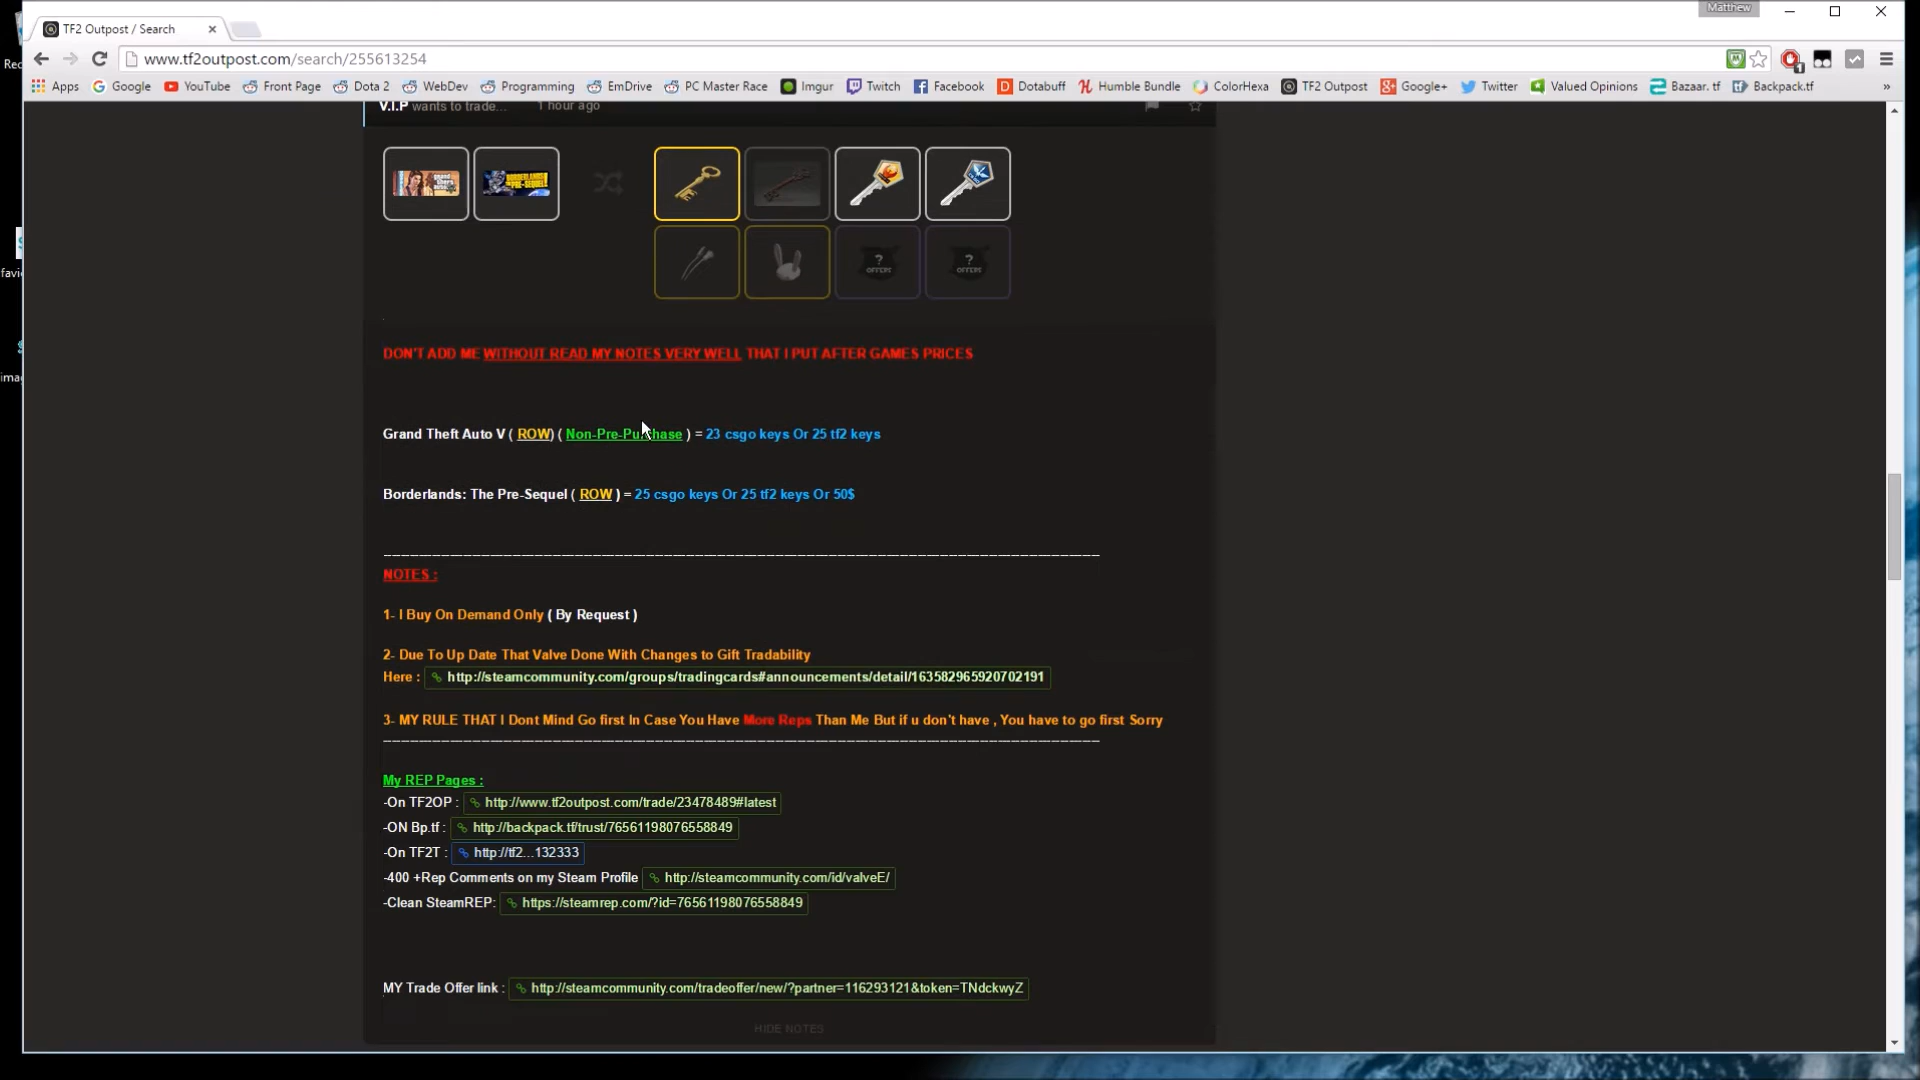 Matthew
TF2 Outpost / Search
www.tf2outpost.com/search/255613254
Apps Google YouTube Front Page Dota 2 WebDev Programming EmDrive PC Master Race Imgur Twitch Facebook Dotabuff Humble Bundle ColorHexa TF2 Outpost Google+ Twitter Valued Opinions Bazaar. tf Backpack.tf »
V.I.P wants to trade... 1 hour ago
grand theft auto V BORDERLANDS THE PRE-SEQUEL
? OFFERS ? OFFERS
DON'T ADD ME WITHOUT READ MY NOTES VERY WELL THAT I PUT AFTER GAMES PRICES
Grand Theft Auto V ( ROW) ( Non-Pre-Purchase ) = 23 csgo keys Or 25 tf2 keys
Borderlands: The Pre-Sequel ( ROW ) = 25 csgo keys Or 25 tf2 keys Or 50$
NOTES :
1- I Buy On Demand Only ( By Request )
2- Due To Up Date That Valve Done With Changes to Gift Tradability
Here : http://steamcommunity.com/groups/tradingcards#announcements/detail/163582965920702191
3- MY RULE THAT I Dont Mind Go first In Case You Have More Reps Than Me But if u don't have , You have to go first Sorry
My REP Pages :
-On TF2OP : http://www.tf2outpost.com/trade/23478489#latest
-ON Bp.tf : http://backpack.tf/trust/76561198076558849
-On TF2T : http://tf2...132333
-400 +Rep Comments on my Steam Profile http://steamcommunity.com/id/valveE/
-Clean SteamREP: https://steamrep.com/?id=76561198076558849
MY Trade Offer link : http://steamcommunity.com/tradeoffer/new/?partner=116293121&token=TNdckwyZ
HIDE NOTES